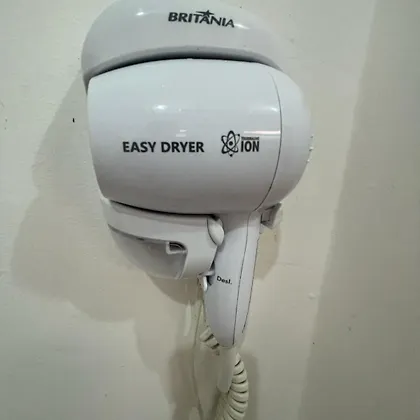 BRITANIA
EASY DRYER
ION
Desl.